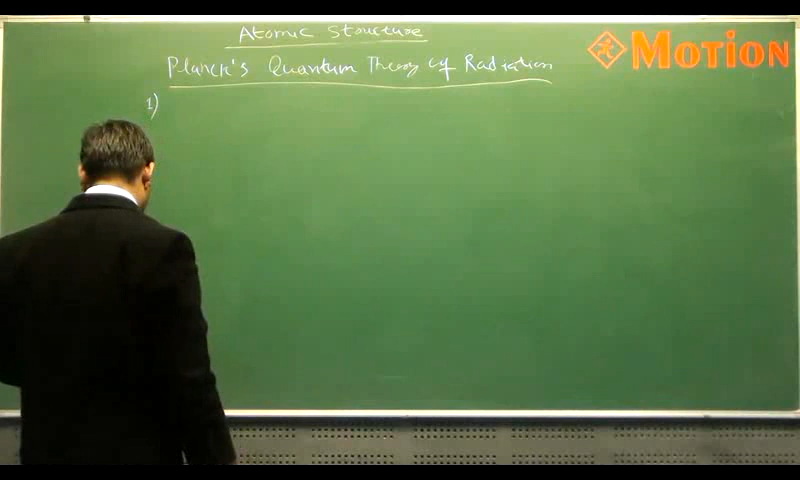 Atomic Structure
MOTION
Planck's Quantum Theory of Radiation
1)